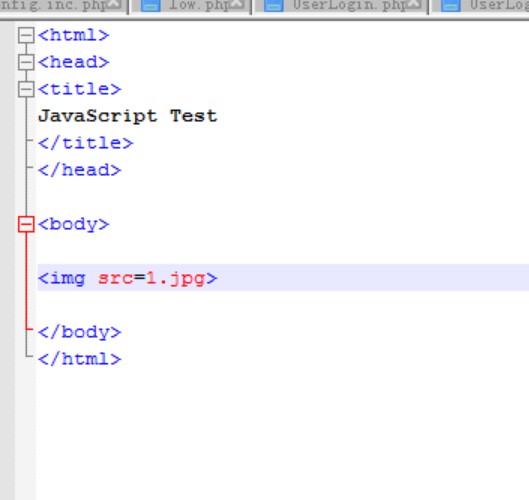 nfig.inc.php low.php UserLogin.php UserLog
<html>
<head>
<title>
JavaScript Test
</title>
</head>
<body>
<img src=1.jpg>
</body>
</html>